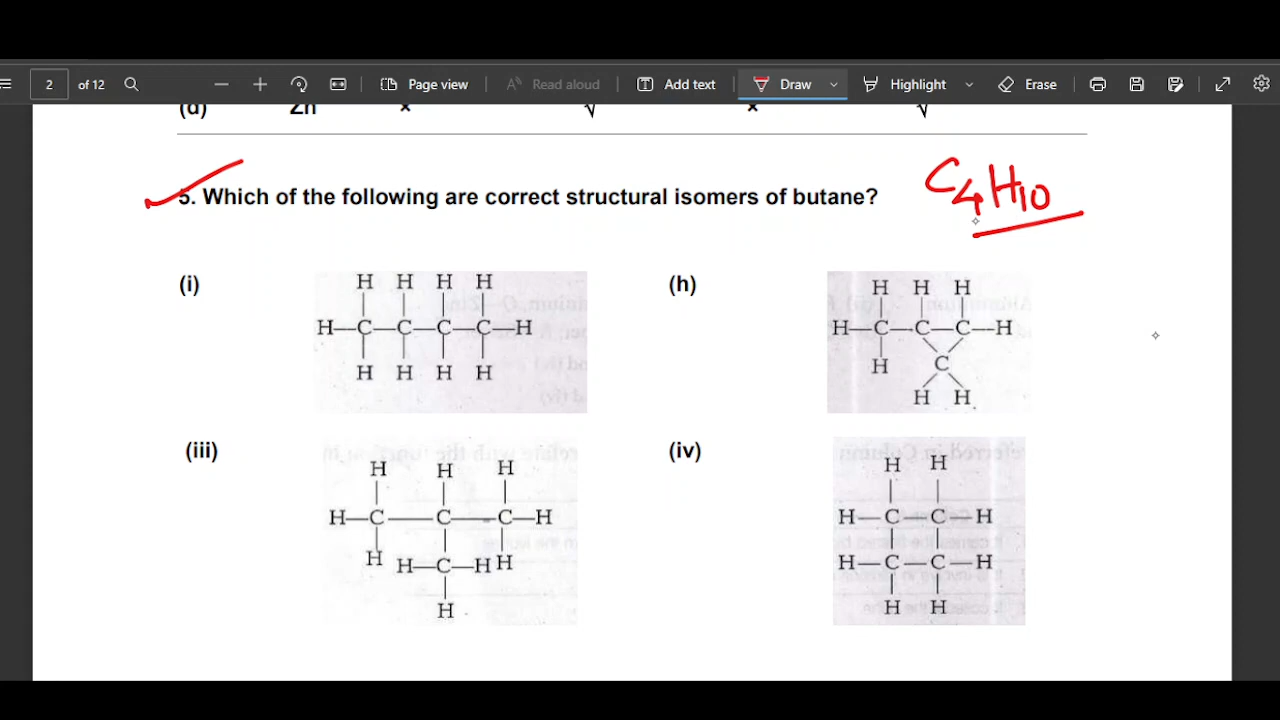 2 of 12 Page view Read aloud Add text Draw Highlight Erase
(d) Zn × √ × √
5. Which of the following are correct structural isomers of butane? C4H10
(i) (h)
H H H H
H—C—C—C—C—H
H H H H
H H H
H—C—C—C—H
H C
H H
(iii) (iv)
H H H
H—C—C—C—H
H H—C—H H
H
H H
H—C—C—H
H—C—C—H
H H